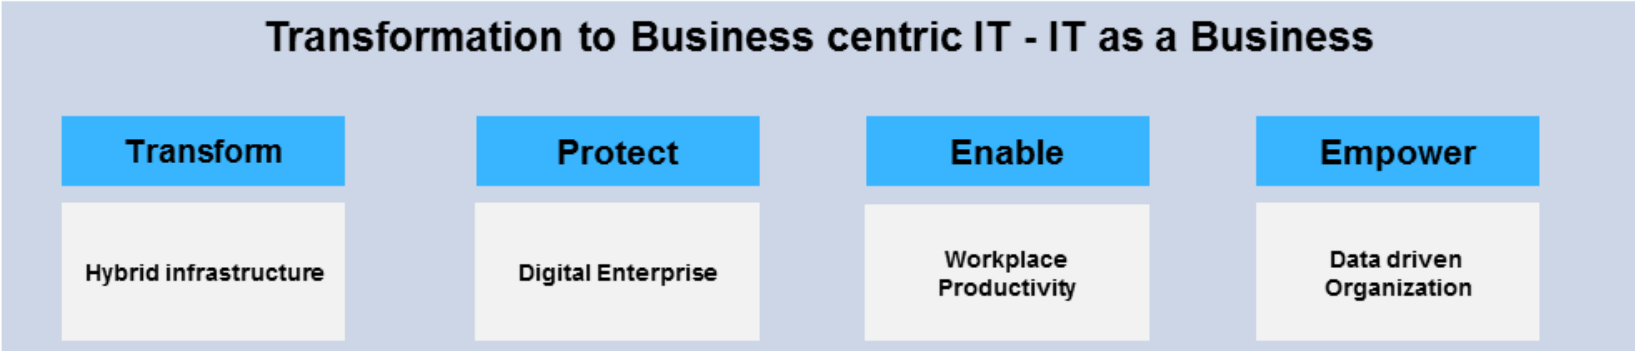 Transformation to Business centric IT - IT as a Business
Transform
Protect
Enable
Empower
Hybrid infrastructure
Digital Enterprise
Workplace
Productivity
Data driven
Organization